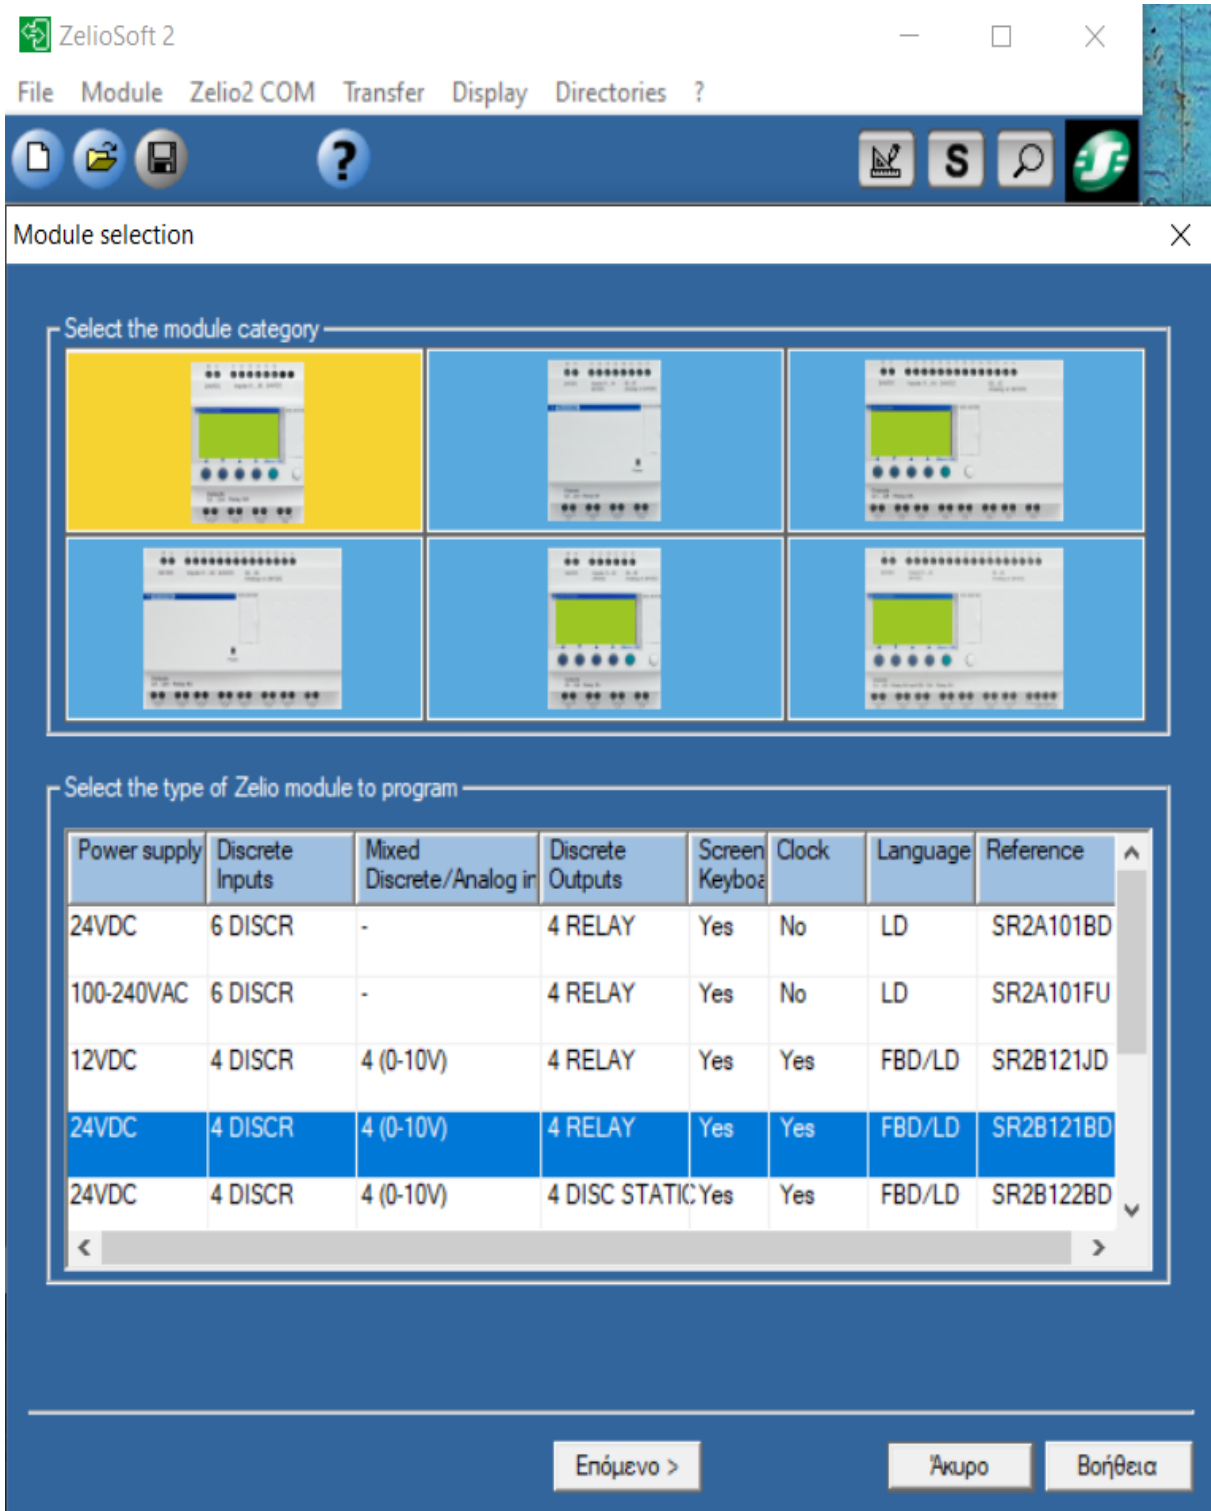 ZelioSoft 2
File Module Zelio2 COM Transfer Display Directories ?
S
Module selection
Select the module category
Select the type of Zelio module to program
Power supply Discrete Inputs Mixed Discrete/Analog in Discrete Outputs Screen Keyboa Clock Language Reference
24VDC 6 DISCR - 4 RELAY Yes No LD SR2A101BD
100-240VAC 6 DISCR - 4 RELAY Yes No LD SR2A101FU
12VDC 4 DISCR 4 (0-10V) 4 RELAY Yes Yes FBD/LD SR2B121JD
24VDC 4 DISCR 4 (0-10V) 4 RELAY Yes Yes FBD/LD SR2B121BD
24VDC 4 DISCR 4 (0-10V) 4 DISC STATIC Yes Yes FBD/LD SR2B122BD
Επόμενο > Άκυρο Βοήθεια